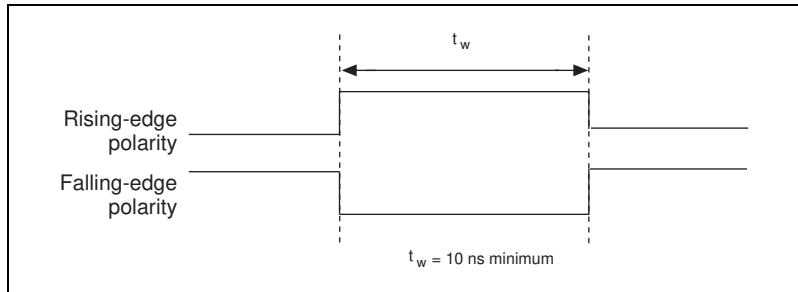 t w
Rising-edge
polarity
Falling-edge
polarity
t w = 10 ns minimum